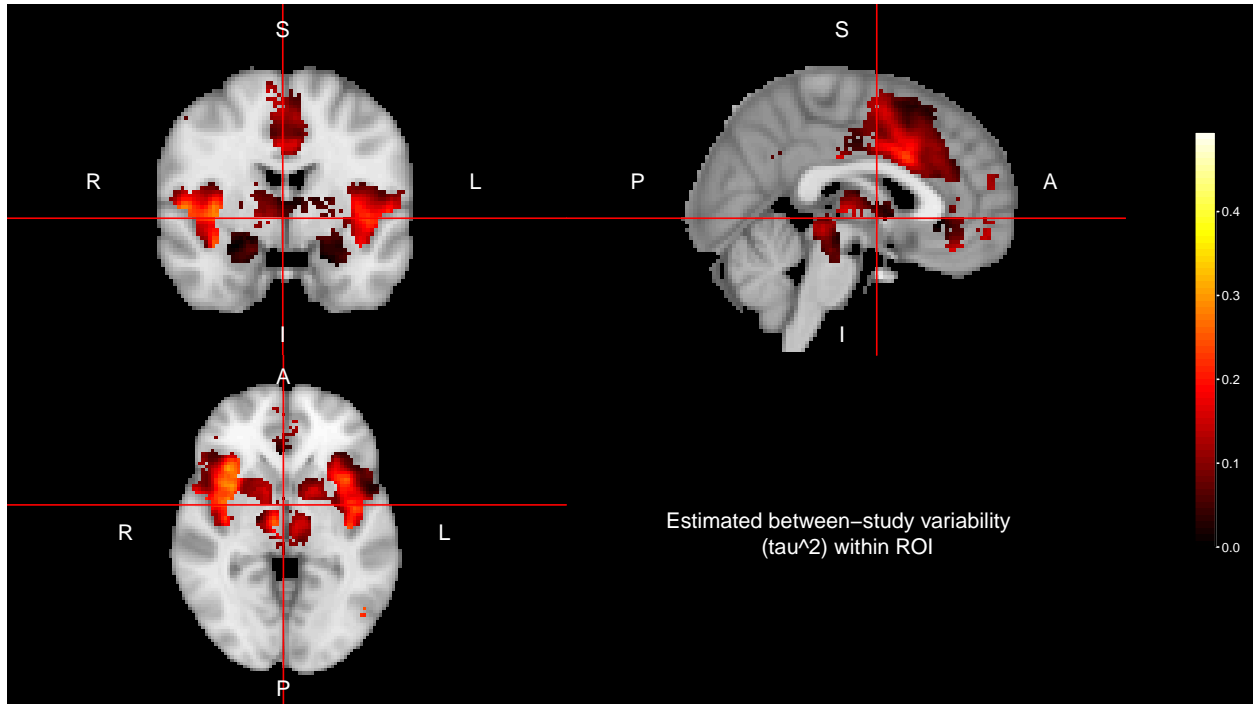 S
S
R
L
P
A
I
I
A
R
L
P
0.4
0.3
0.2
0.1
0.0
Estimated between−study variability
(tau^2) within ROI